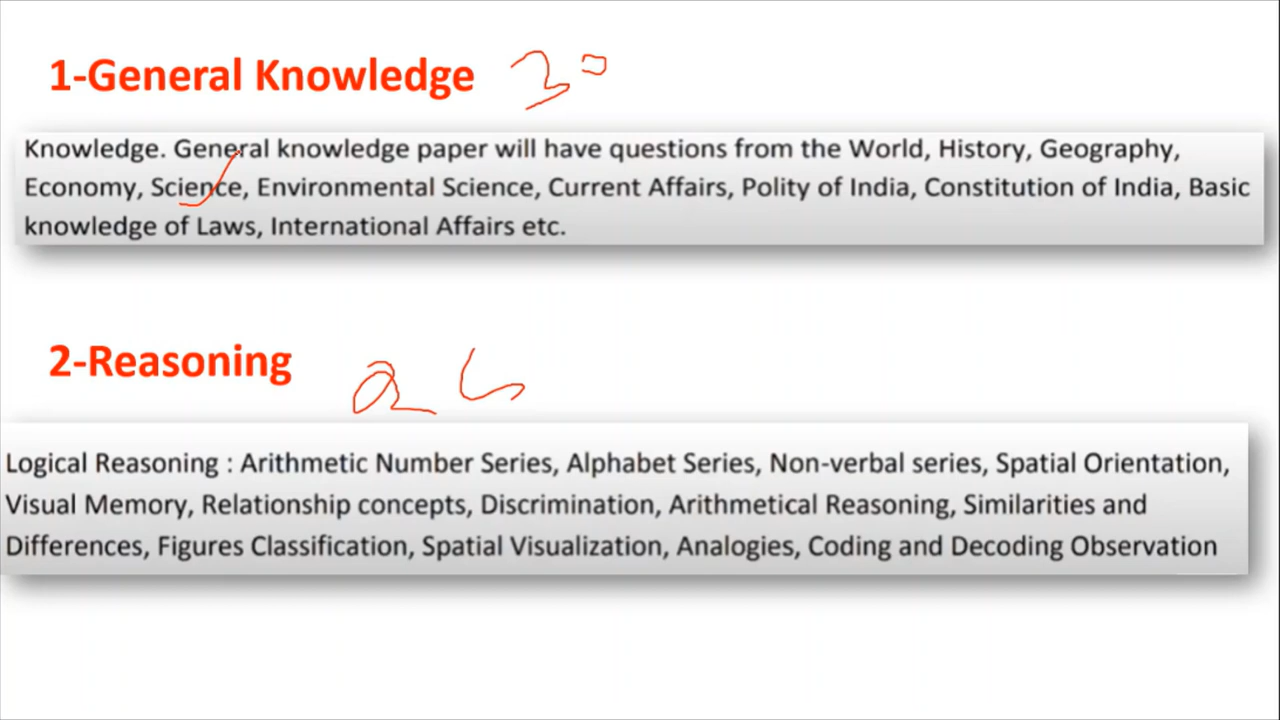 1-General Knowledge 30
Knowledge. General knowledge paper will have questions from the World, History, Geography,
Economy, Science, Environmental Science, Current Affairs, Polity of India, Constitution of India, Basic
knowledge of Laws, International Affairs etc.
2-Reasoning
Logical Reasoning : Arithmetic Number Series, Alphabet Series, Non-verbal series, Spatial Orientation,
Visual Memory, Relationship concepts, Discrimination, Arithmetical Reasoning, Similarities and
Differences, Figures Classification, Spatial Visualization, Analogies, Coding and Decoding Observation